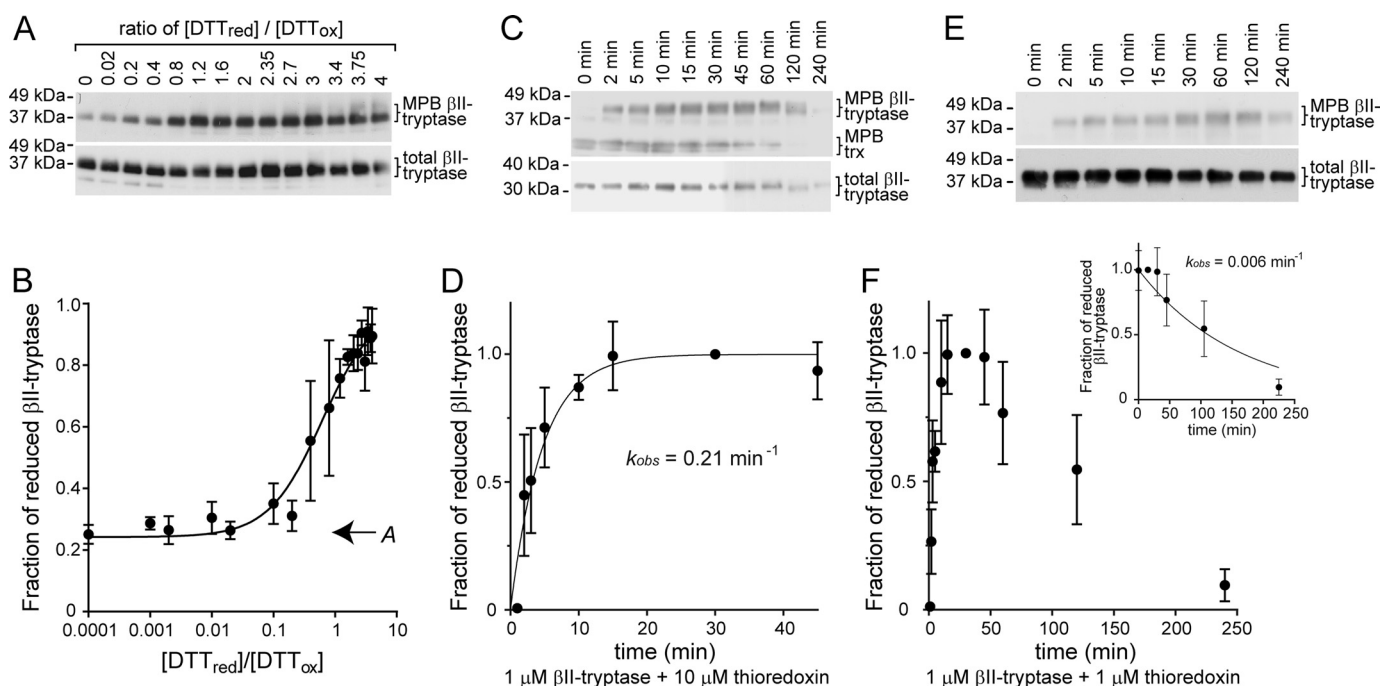 A
ratio of [DTTred] / [DTTox]
0 0.02 0.2 0.4 0.8 1.2 1.6 2 2.35 2.7 3 3.4 3.75 4
49 kDa
37 kDa
MPB βII-
tryptase
49 kDa
37 kDa
total βII-
tryptase
B
Fraction of reduced βII-tryptase
1.0
0.8
0.6
0.4
0.2
0
A
0.0001 0.001 0.01 0.1 1 10
[DTTred]/[DTTox]
C
0 min 2 min 5 min 10 min 15 min 30 min 45 min 60 min 120 min 240 min
49 kDa
37 kDa
MPB βII-
tryptase
MPB
trx
40 kDa
30 kDa
total βII-
tryptase
D
Fraction of reduced βII-tryptase
1.0
0.5
0
kobs = 0.21 min-1
0 10 20 30 40
time (min)
1 μM βII-tryptase + 10 μM thioredoxin
E
0 min 2 min 5 min 10 min 15 min 30 min 60 min 120 min 240 min
49 kDa
37 kDa
MPB βII-
tryptase
49 kDa
37 kDa
total βII-
tryptase
F
Fraction of reduced βII-tryptase
1.0
0.5
0
0 50 100 150 200 250
time (min)
1 μM βII-tryptase + 1 μM thioredoxin
Fraction of reduced
βII-tryptase
1.0
0.5
0
kobs = 0.006 min-1
0 50 100 150 200 250
time (min)